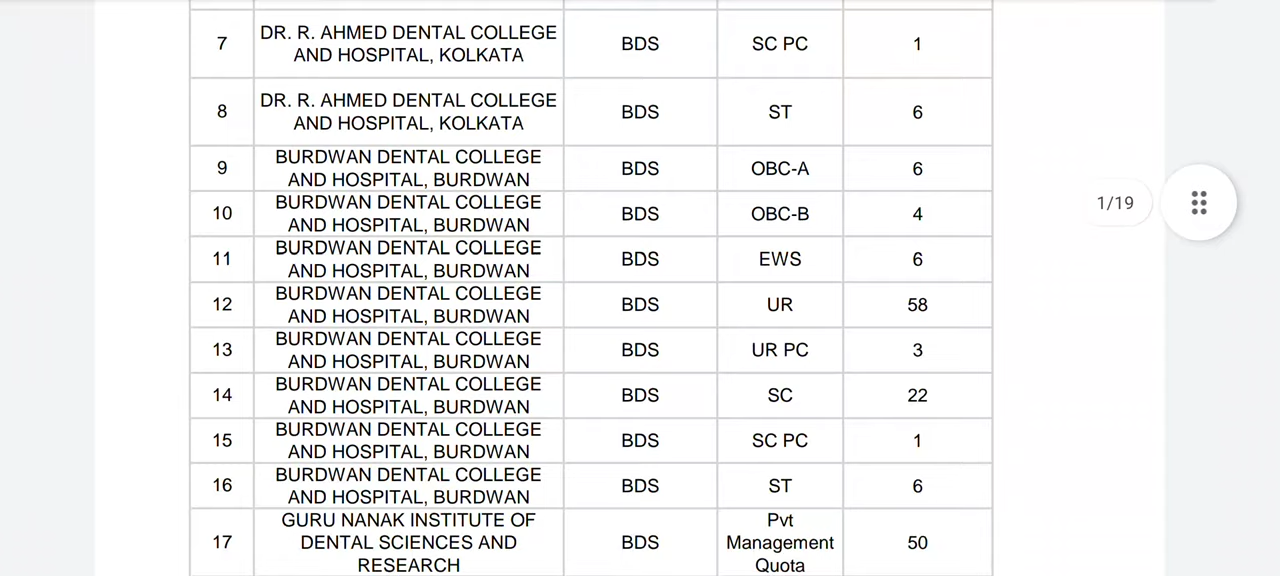 7 DR. R. AHMED DENTAL COLLEGE AND HOSPITAL, KOLKATA BDS SC PC 1
8 DR. R. AHMED DENTAL COLLEGE AND HOSPITAL, KOLKATA BDS ST 6
9 BURDWAN DENTAL COLLEGE AND HOSPITAL, BURDWAN BDS OBC-A 6
10 BURDWAN DENTAL COLLEGE AND HOSPITAL, BURDWAN BDS OBC-B 4
11 BURDWAN DENTAL COLLEGE AND HOSPITAL, BURDWAN BDS EWS 6
12 BURDWAN DENTAL COLLEGE AND HOSPITAL, BURDWAN BDS UR 58
13 BURDWAN DENTAL COLLEGE AND HOSPITAL, BURDWAN BDS UR PC 3
14 BURDWAN DENTAL COLLEGE AND HOSPITAL, BURDWAN BDS SC 22
15 BURDWAN DENTAL COLLEGE AND HOSPITAL, BURDWAN BDS SC PC 1
16 BURDWAN DENTAL COLLEGE AND HOSPITAL, BURDWAN BDS ST 6
17 GURU NANAK INSTITUTE OF DENTAL SCIENCES AND RESEARCH BDS Pvt Management Quota 50
1/19